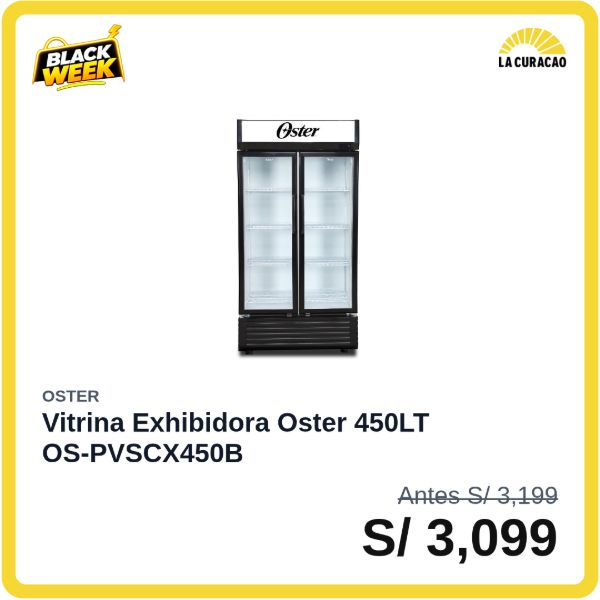 BLACK
WEEK
LA CURACAO
Oster
OSTER
Vitrina Exhibidora Oster 450LT
OS-PVSCX450B
Antes S/ 3,199
S/ 3,099